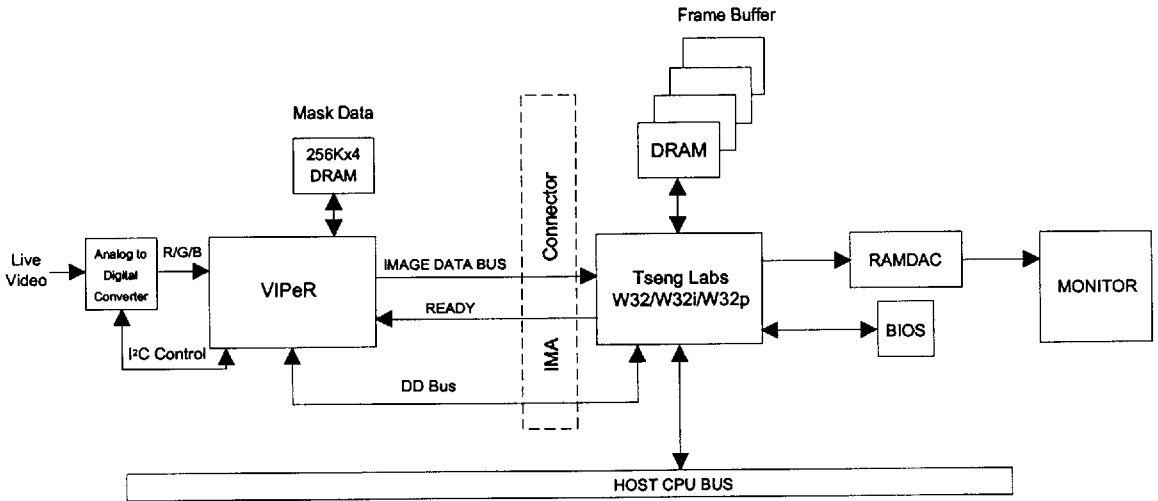 Frame Buffer
Mask Data
256Kx4
DRAM
DRAM
Connector
IMA
Live
Video
Analog to
Digital
Converter
R/G/B
VIPeR
IMAGE DATA BUS
READY
Tseng Labs
W32/W32i/W32p
RAMDAC
MONITOR
BIOS
I²C Control
DD Bus
HOST CPU BUS